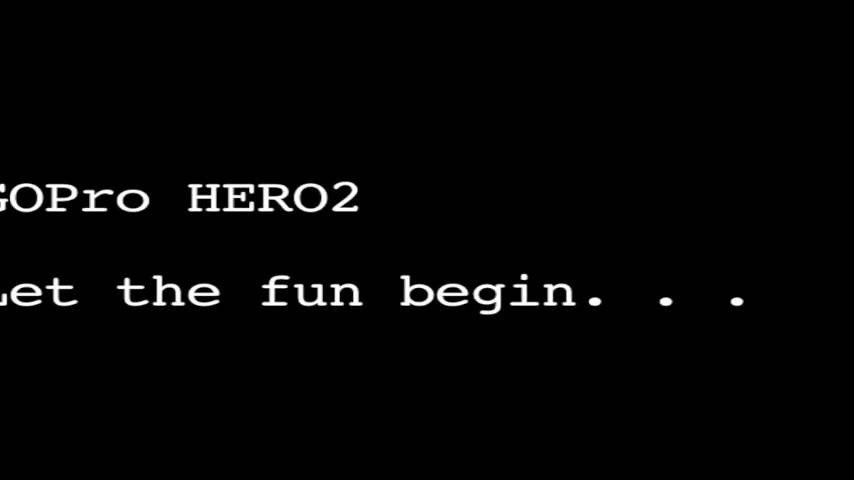 GOPro HERO2
Let the fun begin. . .